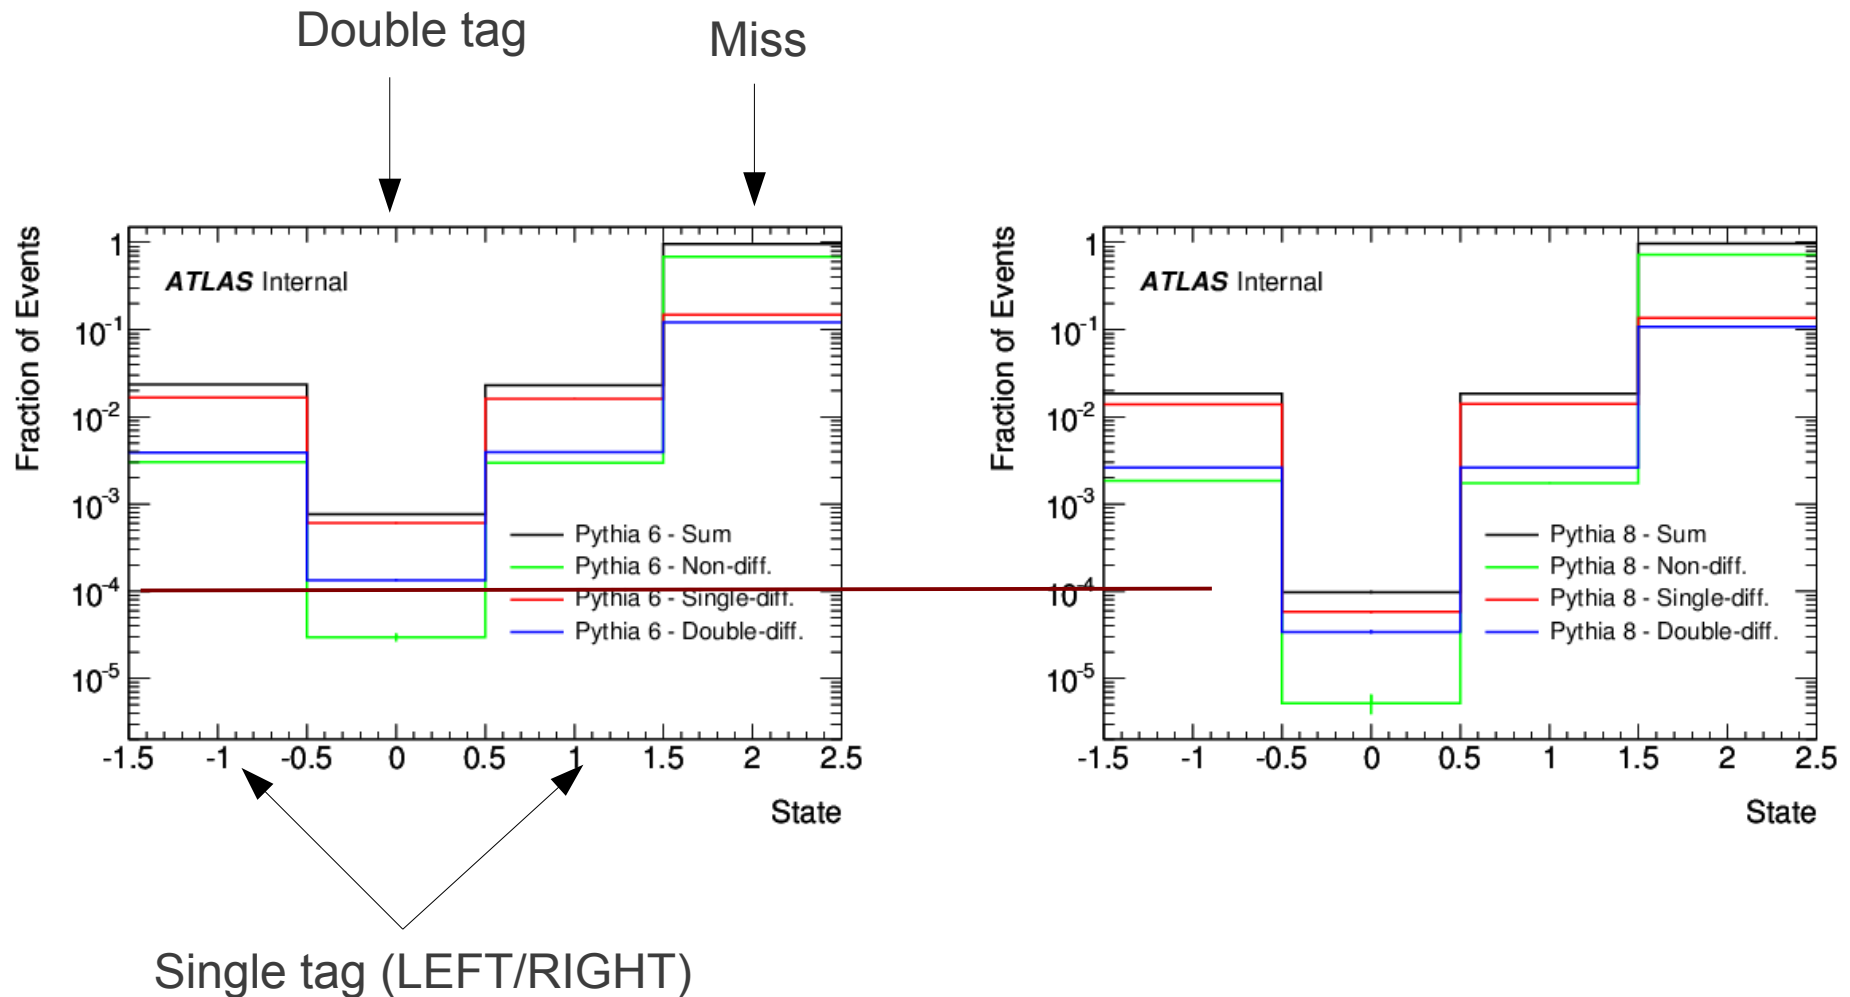 Double tag
Miss
Fraction of Events
1
10-1
10-2
10-3
10-4
10-5
ATLAS Internal
Pythia 6 - Sum
Pythia 6 - Non-diff.
Pythia 6 - Single-diff.
Pythia 6 - Double-diff.
-1.5 -1 -0.5 0 0.5 1 1.5 2 2.5
State
Fraction of Events
1
10-1
10-2
10-3
10-4
10-5
ATLAS Internal
Pythia 8 - Sum
Pythia 8 - Non-diff.
Pythia 8 - Single-diff.
Pythia 8 - Double-diff.
-1.5 -1 -0.5 0 0.5 1 1.5 2 2.5
State
Single tag (LEFT/RIGHT)